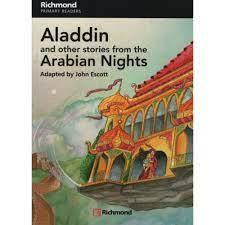 Richmond
PRIMARY READERS
Aladdin
and other stories from the
Arabian Nights
Adapted by John Escott
Richmond